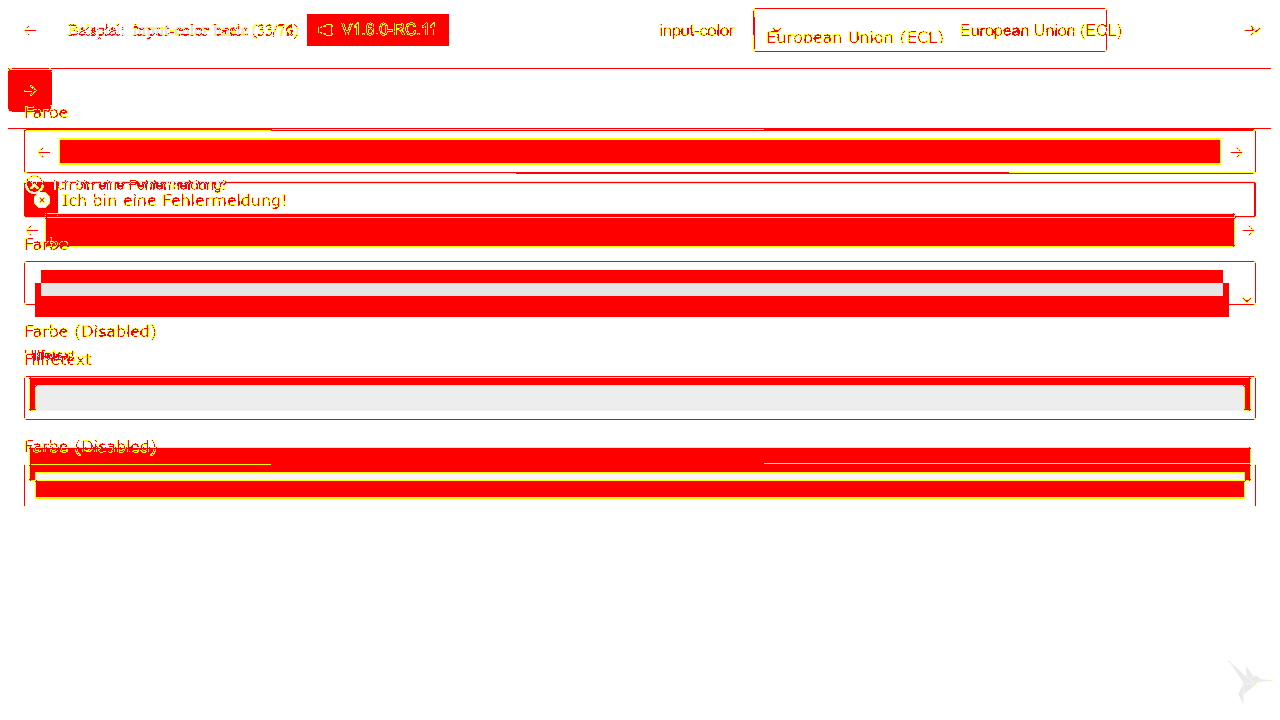 Beispiel: input-color basic (33/76) V1.6.0-RC.11 input-color European Union (ECL) European Union (ECL)
Farbe
Ich bin eine Fehlermeldung!
Ich bin eine Fehlermeldung!
Farbe
Farbe (Disabled)
Hilfetext
Hilfetext
Farbe (Disabled)